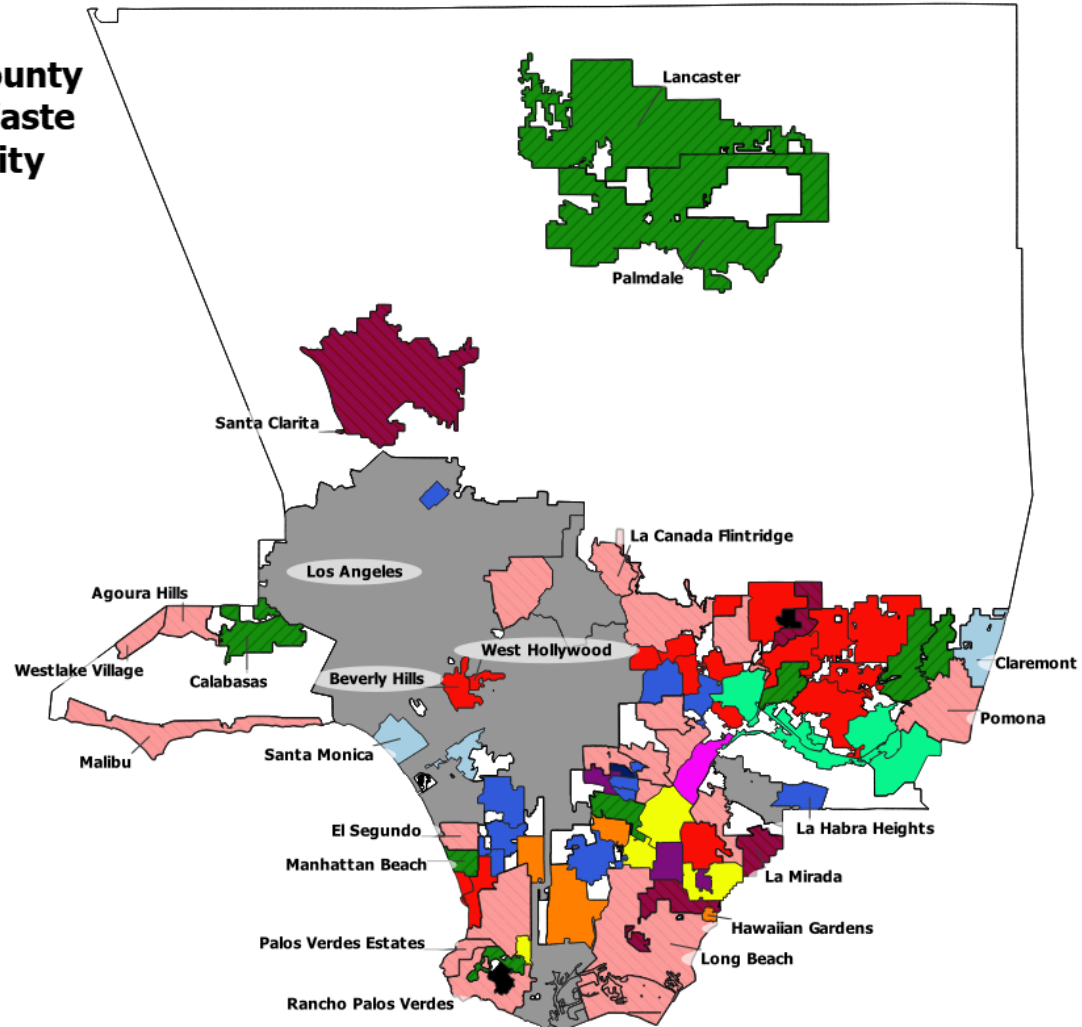 ounty
aste
ity
Lancaster
Palmdale
Santa Clarita
La Canada Flintridge
Los Angeles
Agoura Hills
West Hollywood
Westlake Village
Claremont
Calabasas
Beverly Hills
Pomona
Malibu
Santa Monica
El Segundo
La Habra Heights
Manhattan Beach
La Mirada
Hawaiian Gardens
Palos Verdes Estates
Long Beach
Rancho Palos Verdes